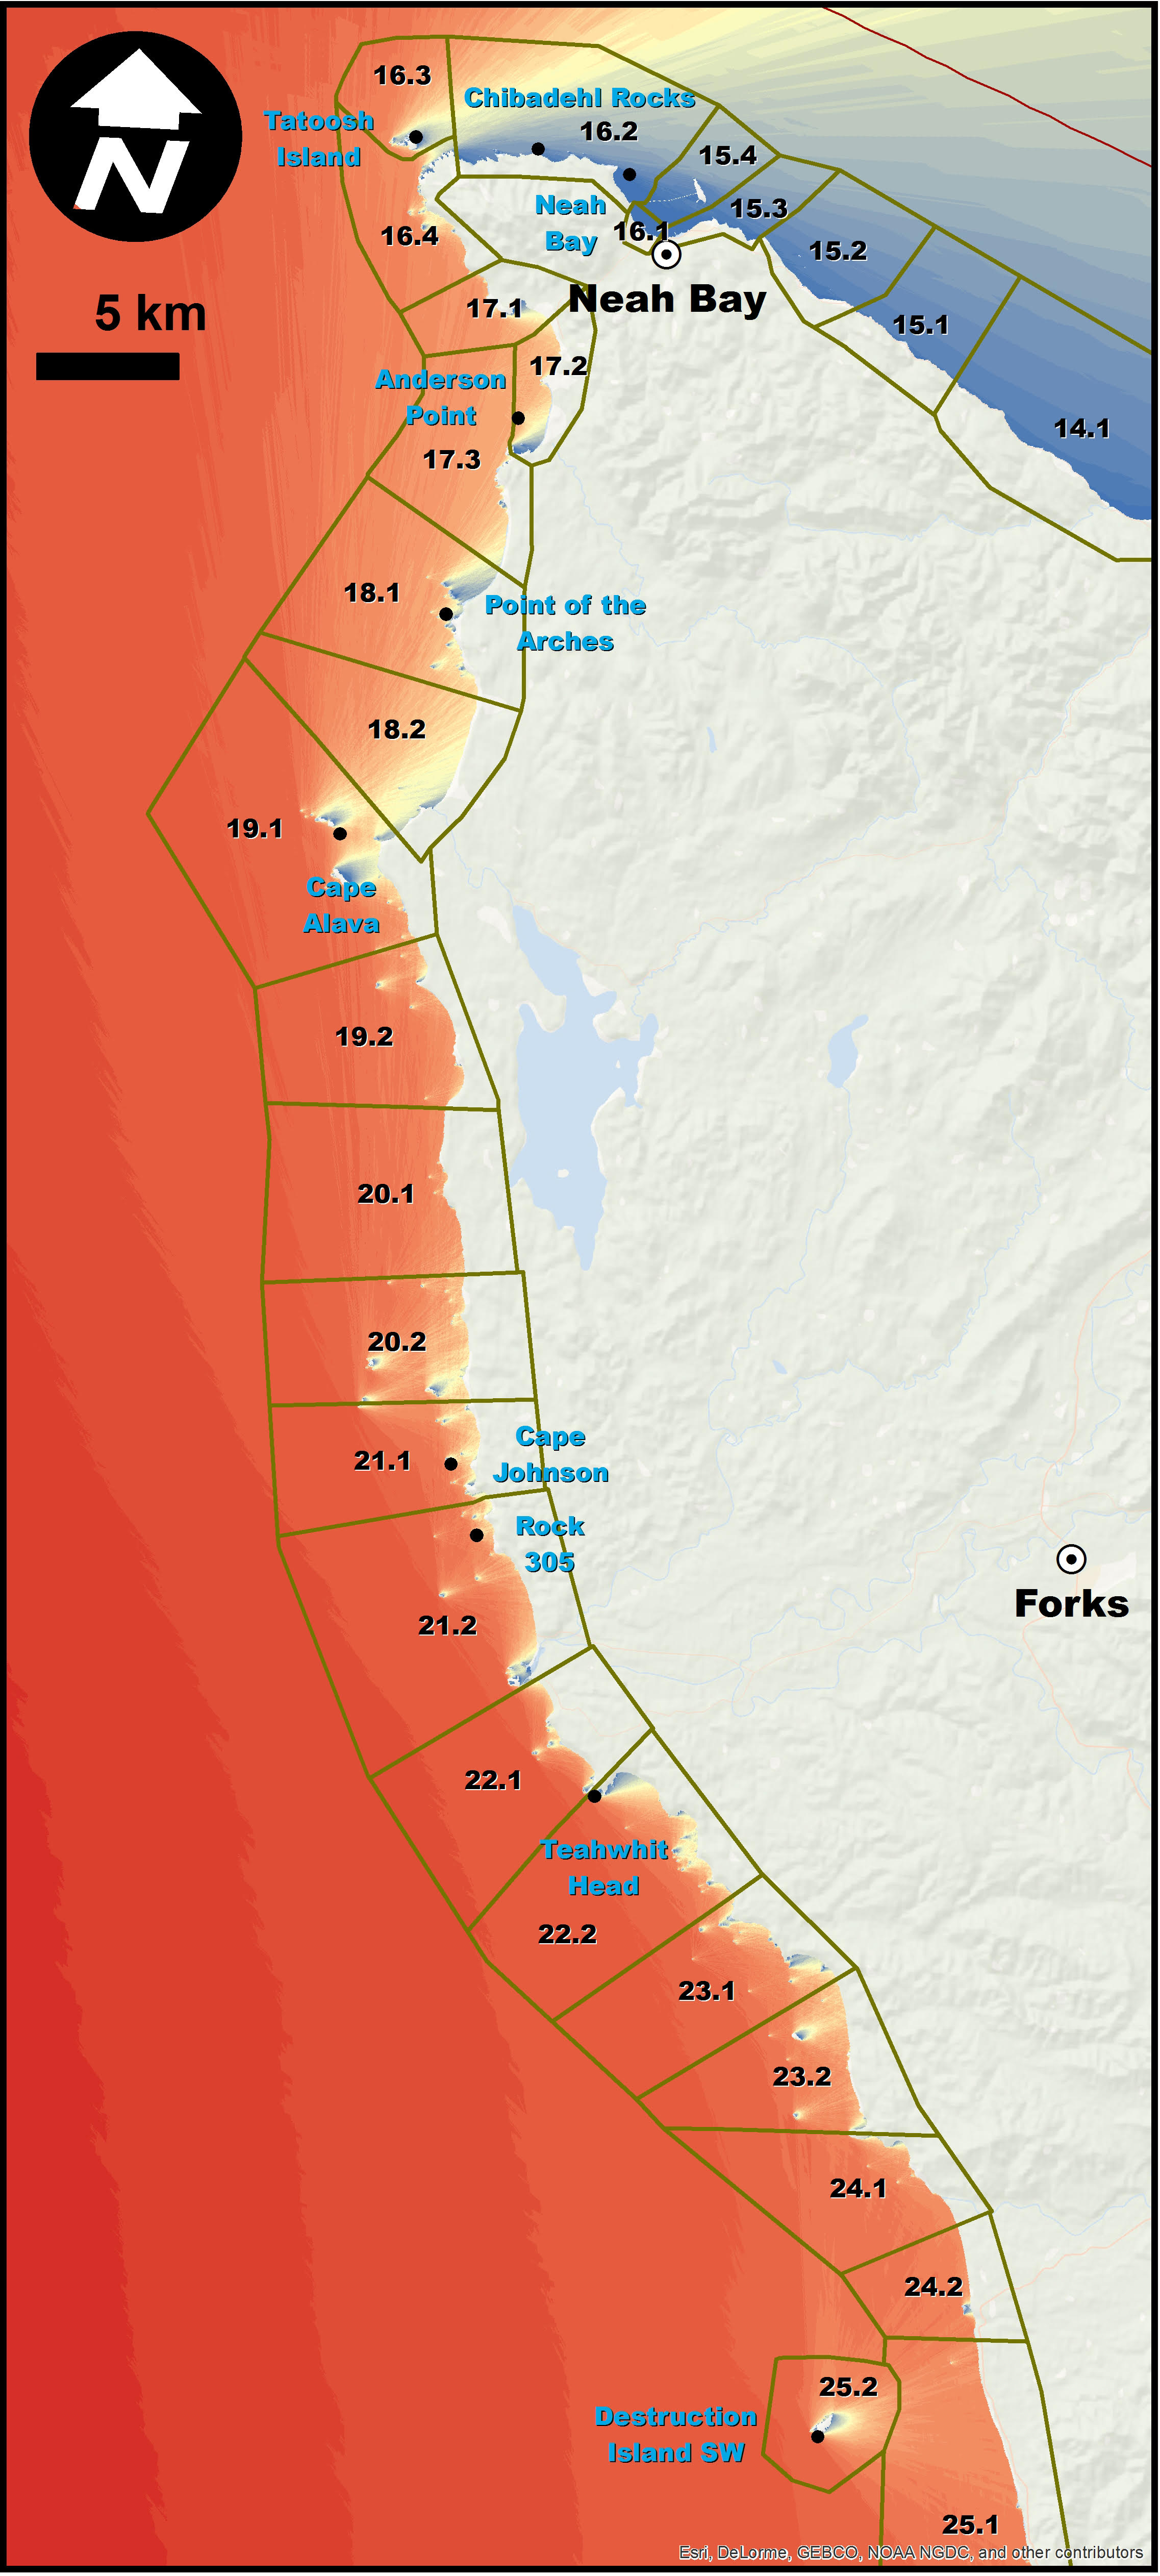 16.3
Chibadehl Rocks
Tatoosh
Island
16.2
15.4
N
Neah
Bay
15.3
16.1
16.4
15.2
Neah Bay
5 km
17.1
15.1
17.2
Anderson
Point
14.1
17.3
18.1
Point of the
Arches
18.2
19.1
Cape
Alava
19.2
20.1
20.2
Cape
Johnson
21.1
Rock
305
Forks
21.2
22.1
Teahwhit
Head
22.2
23.1
23.2
24.1
24.2
25.2
Destruction
Island SW
25.1
Esri, DeLorme, GEBCO, NOAA NGDC, and other contributors